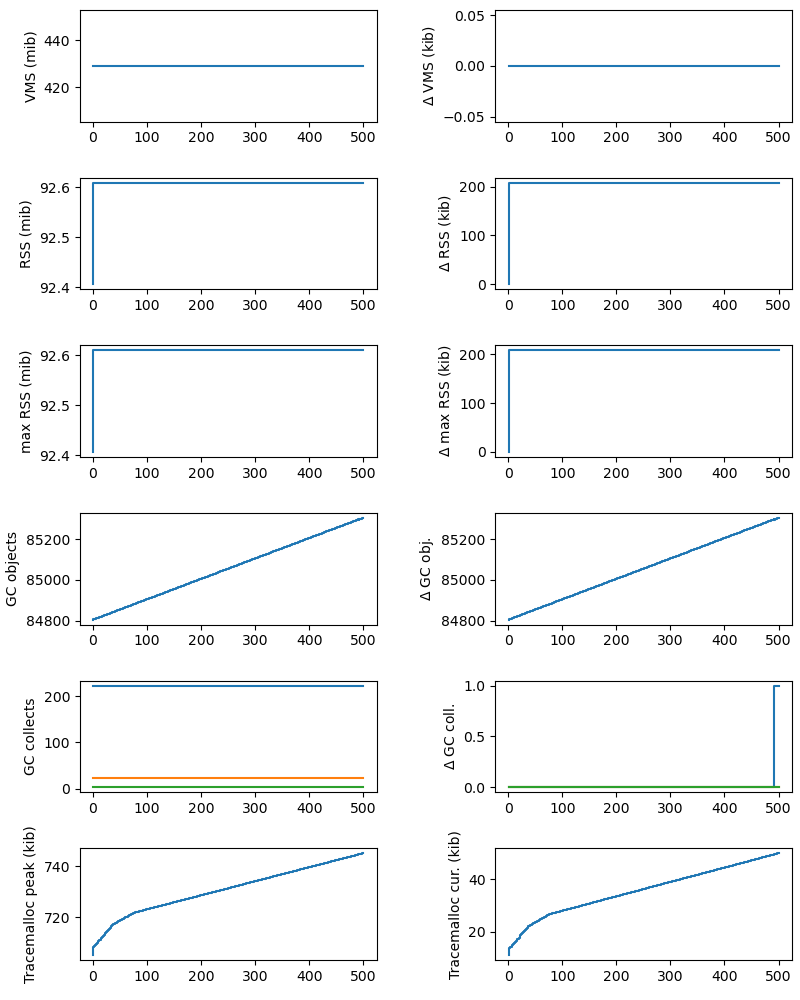 VMS (mib)
440
420
0 100 200 300 400 500
Δ VMS (kib)
0.05
0.00
−0.05
0 100 200 300 400 500
RSS (mib)
92.6
92.5
92.4
0 100 200 300 400 500
Δ RSS (kib)
200
100
0
0 100 200 300 400 500
max RSS (mib)
92.6
92.5
92.4
0 100 200 300 400 500
Δ max RSS (kib)
200
100
0
0 100 200 300 400 500
GC objects
85200
85000
84800
0 100 200 300 400 500
Δ GC obj.
85200
85000
84800
0 100 200 300 400 500
GC collects
200
100
0
0 100 200 300 400 500
Δ GC coll.
1.0
0.5
0.0
0 100 200 300 400 500
Tracemalloc peak (kib)
740
720
0 100 200 300 400 500
Tracemalloc cur. (kib)
40
20
0 100 200 300 400 500